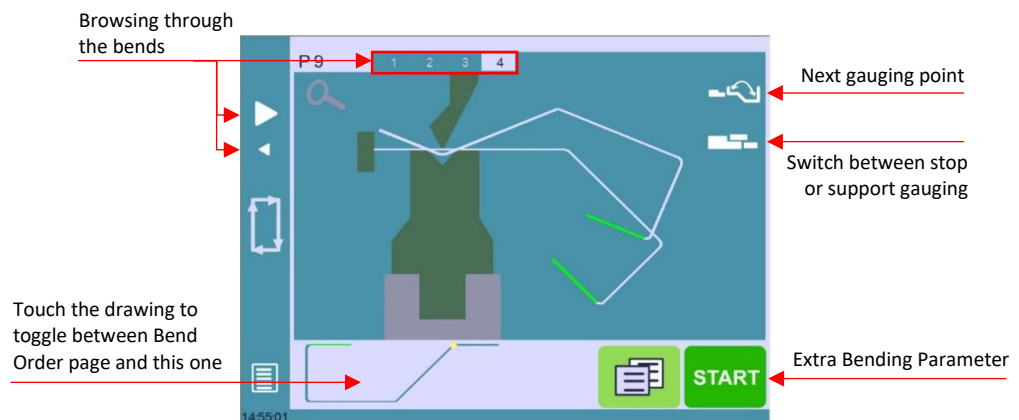 Browsing through
the bends
P 9
1 2 3 4
Next gauging point
Switch between stop
or support gauging
Touch the drawing to
toggle between Bend
Order page and this one
START
Extra Bending Parameter
14:55:01